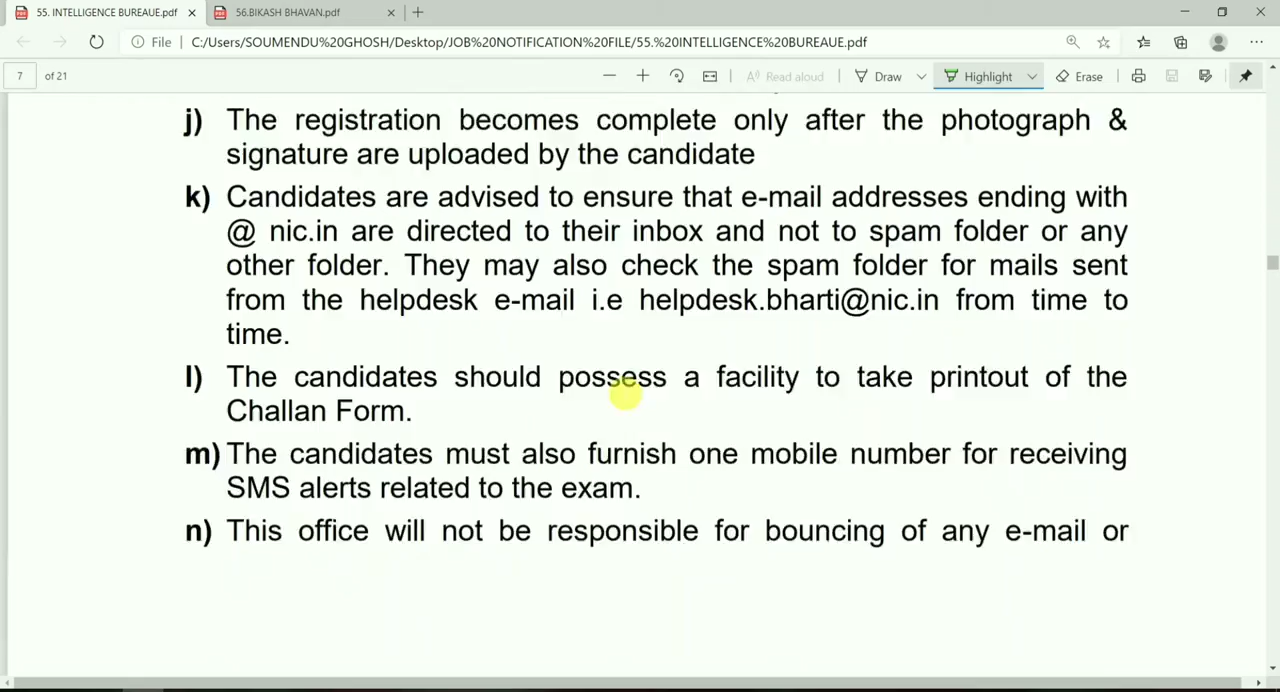 55. INTELLIGENCE BUREAUE.pdf
56.BIKASH BHAVAN.pdf
File
C:/Users/SOUMENDU%20GHOSH/Desktop/JOB%20NOTIFICATION%20FILE/55.%20INTELLIGENCE%20BUREAUE.pdf
7 of 21
Read aloud
Draw
Highlight
Erase
j) The registration becomes complete only after the photograph &
signature are uploaded by the candidate
k) Candidates are advised to ensure that e-mail addresses ending with
@ nic.in are directed to their inbox and not to spam folder or any
other folder. They may also check the spam folder for mails sent
from the helpdesk e-mail i.e helpdesk.bharti@nic.in from time to
time.
l) The candidates should possess a facility to take printout of the
Challan Form.
m) The candidates must also furnish one mobile number for receiving
SMS alerts related to the exam.
n) This office will not be responsible for bouncing of any e-mail or